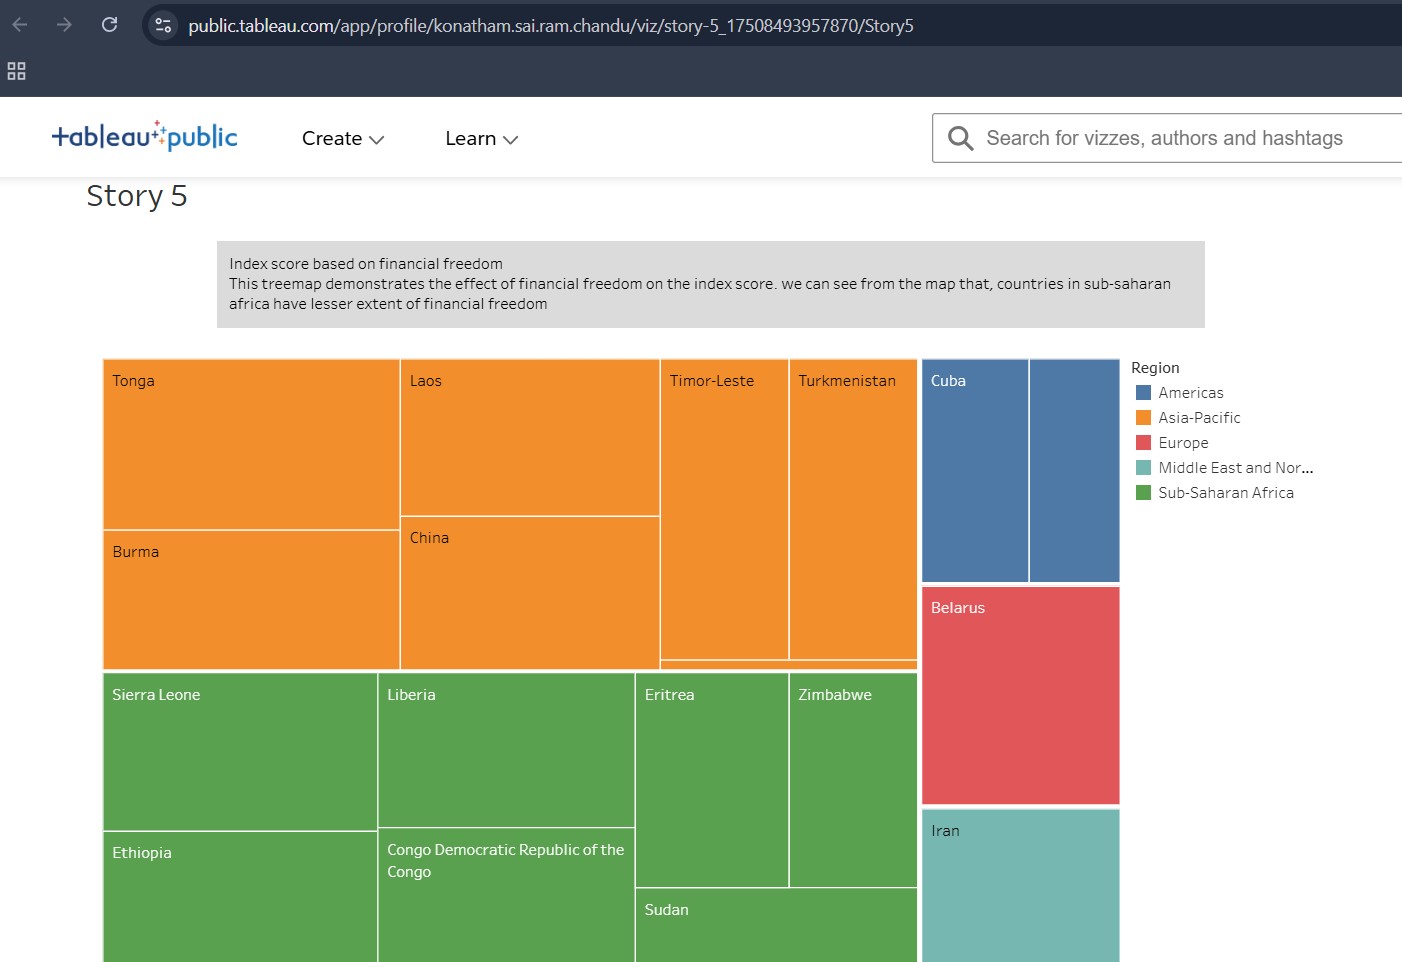 public.tableau.com/app/profile/konatham.sai.ram.chandu/viz/story-5_17508493957870/Story5
+ableau public
Create
Learn
Search for vizzes, authors and hashtags
Story 5
Index score based on financial freedom
This treemap demonstrates the effect of financial freedom on the index score. we can see from the map that, countries in sub-saharan
africa have lesser extent of financial freedom
Tonga
Laos
Timor-Leste
Turkmenistan
Cuba
Region
Americas
Asia-Pacific
Europe
Middle East and Nor...
Sub-Saharan Africa
Burma
China
Belarus
Sierra Leone
Liberia
Eritrea
Zimbabwe
Iran
Ethiopia
Congo Democratic Republic of the
Congo
Sudan